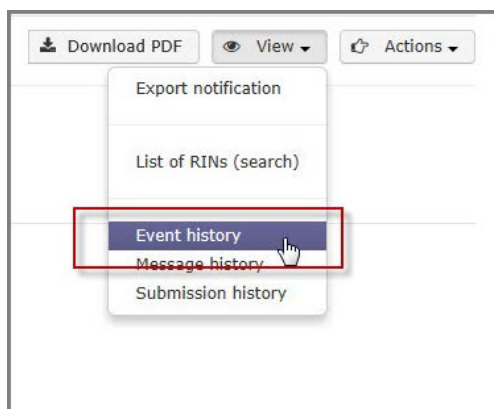 Download PDF View Actions
Export notification
List of RINs (search)
Event history
Message history
Submission history